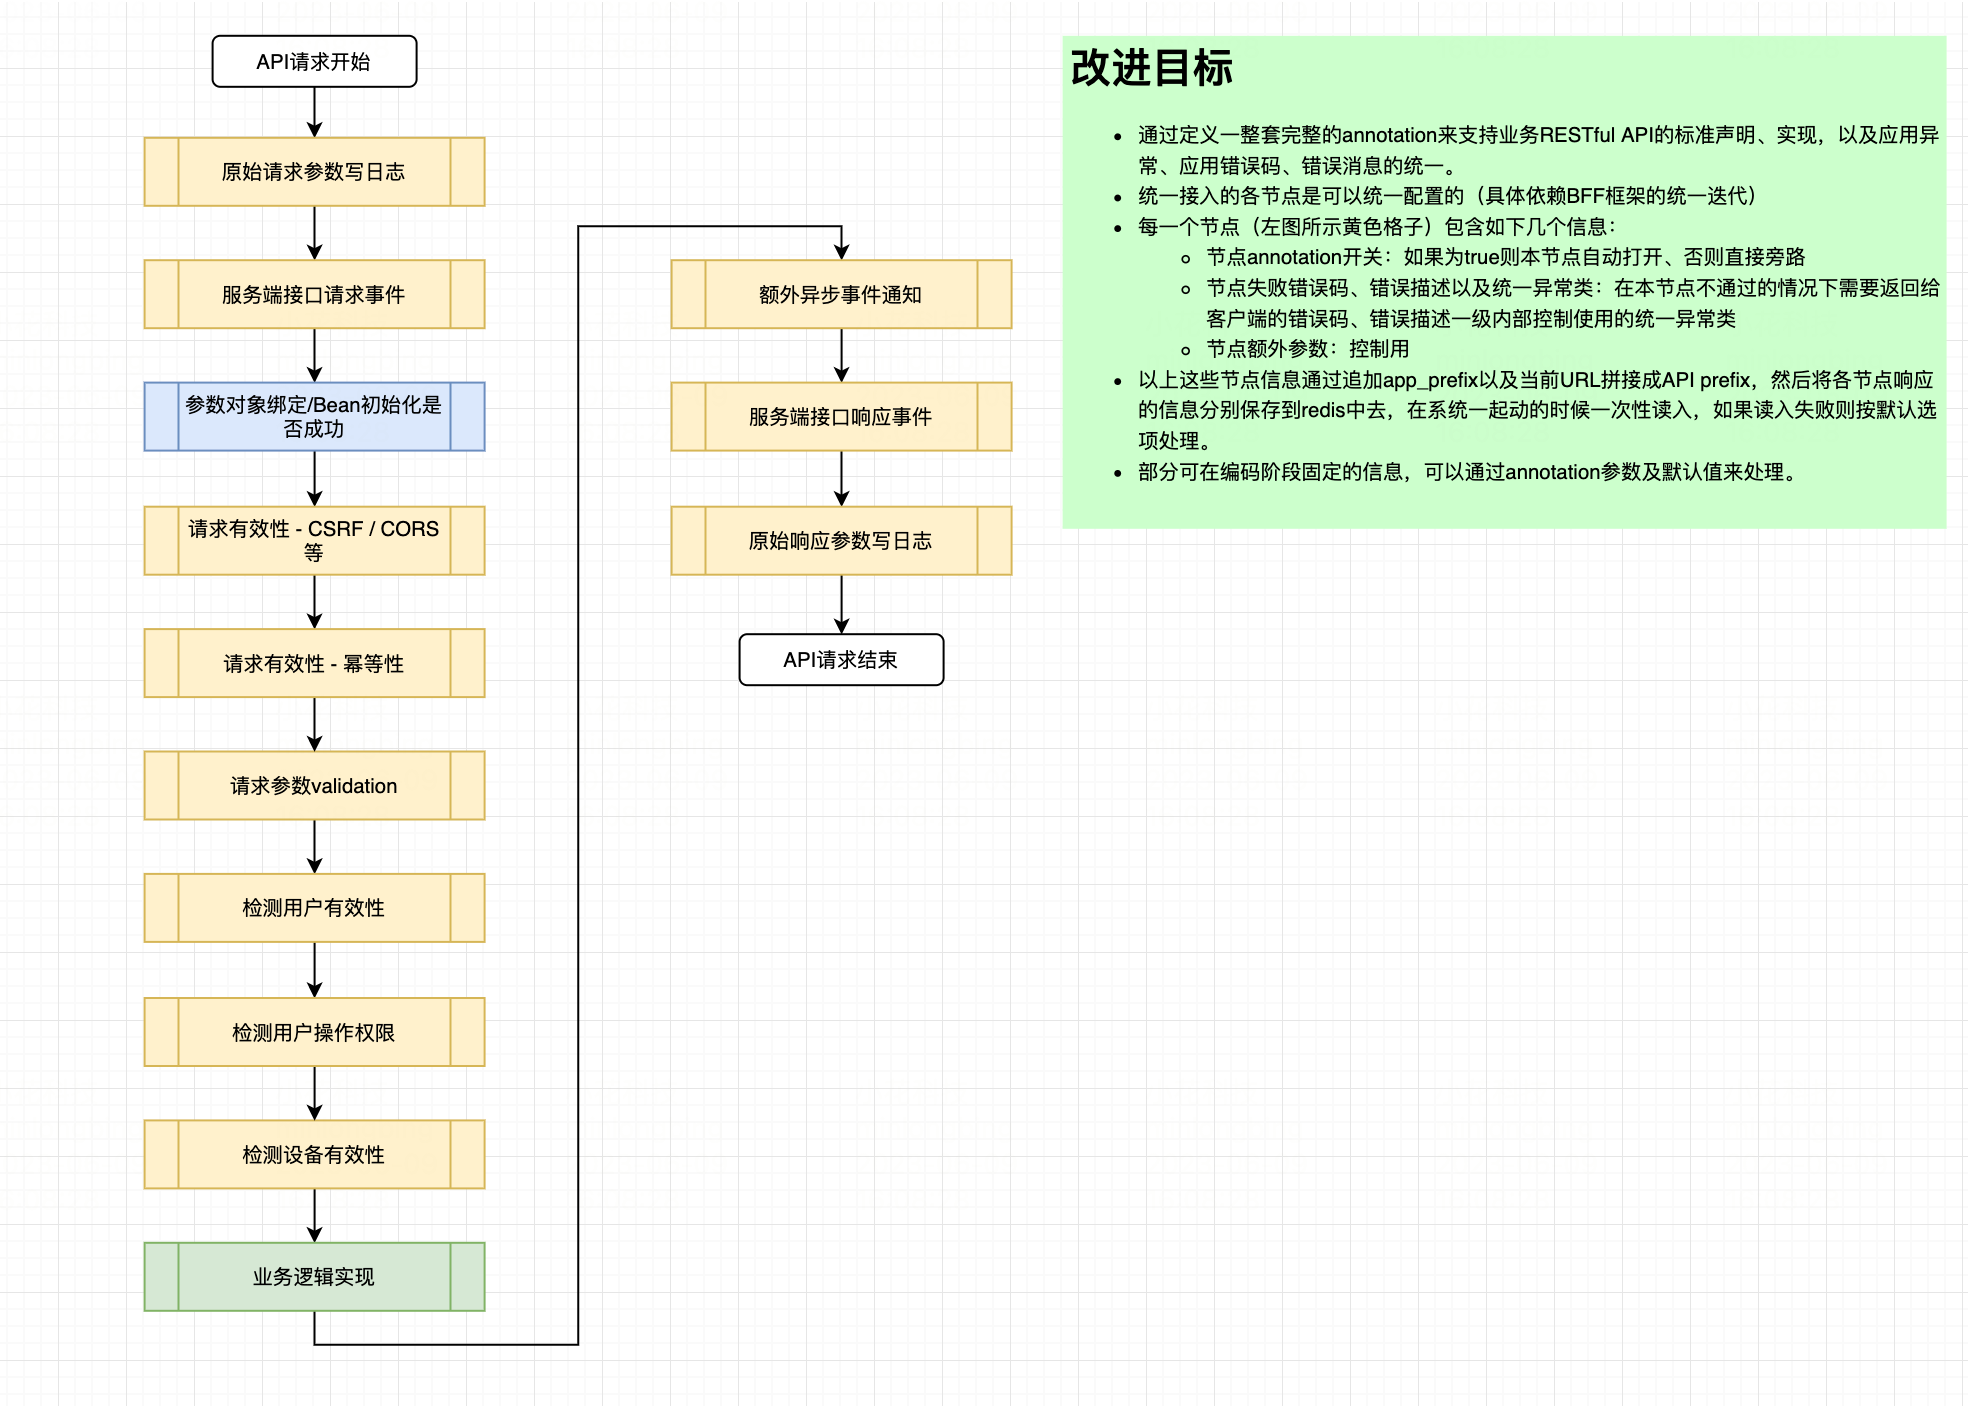 API请求开始
原始请求参数写日志
服务端接口请求事件
参数对象绑定/Bean初始化是
否成功
请求有效性 - CSRF / CORS
等
请求有效性 - 幂等性
请求参数validation
检测用户有效性
检测用户操作权限
检测设备有效性
业务逻辑实现
额外异步事件通知
服务端接口响应事件
原始响应参数写日志
API请求结束
改进目标
通过定义一整套完整的annotation来支持业务RESTful API的标准声明、实现，以及应用异
常、应用错误码、错误消息的统一。
统一接入的各节点是可以统一配置的（具体依赖BFF框架的统一迭代）
每一个节点（左图所示黄色格子）包含如下几个信息：
节点annotation开关：如果为true则本节点自动打开、否则直接旁路
节点失败错误码、错误描述以及统一异常类：在本节点不通过的情况下需要返回给
客户端的错误码、错误描述一级内部控制使用的统一异常类
节点额外参数：控制用
以上这些节点信息通过追加app_prefix以及当前URL拼接成API prefix，然后将各节点响应
的信息分别保存到redis中去，在系统一起动的时候一次性读入，如果读入失败则按默认选
项处理。
部分可在编码阶段固定的信息，可以通过annotation参数及默认值来处理。